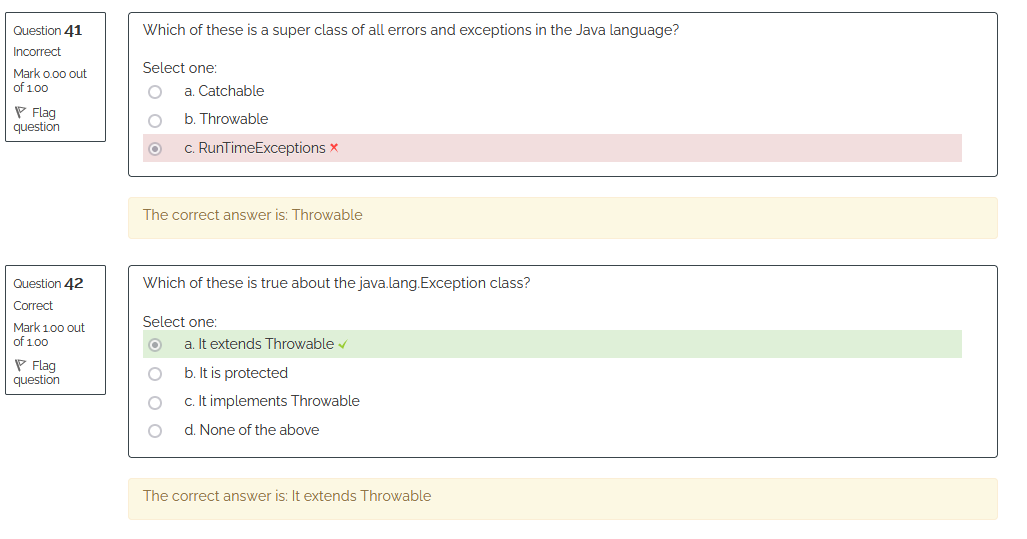 Question 41
Incorrect
Mark 0.00 out
of 1.00
Flag
question
Which of these is a super class of all errors and exceptions in the Java language?
Select one:
a. Catchable
b. Throwable
c. RunTimeExceptions
The correct answer is: Throwable
Question 42
Correct
Mark 1.00 out
of 1.00
Flag
question
Which of these is true about the java.lang.Exception class?
Select one:
a. It extends Throwable
b. It is protected
c. It implements Throwable
d. None of the above
The correct answer is: It extends Throwable